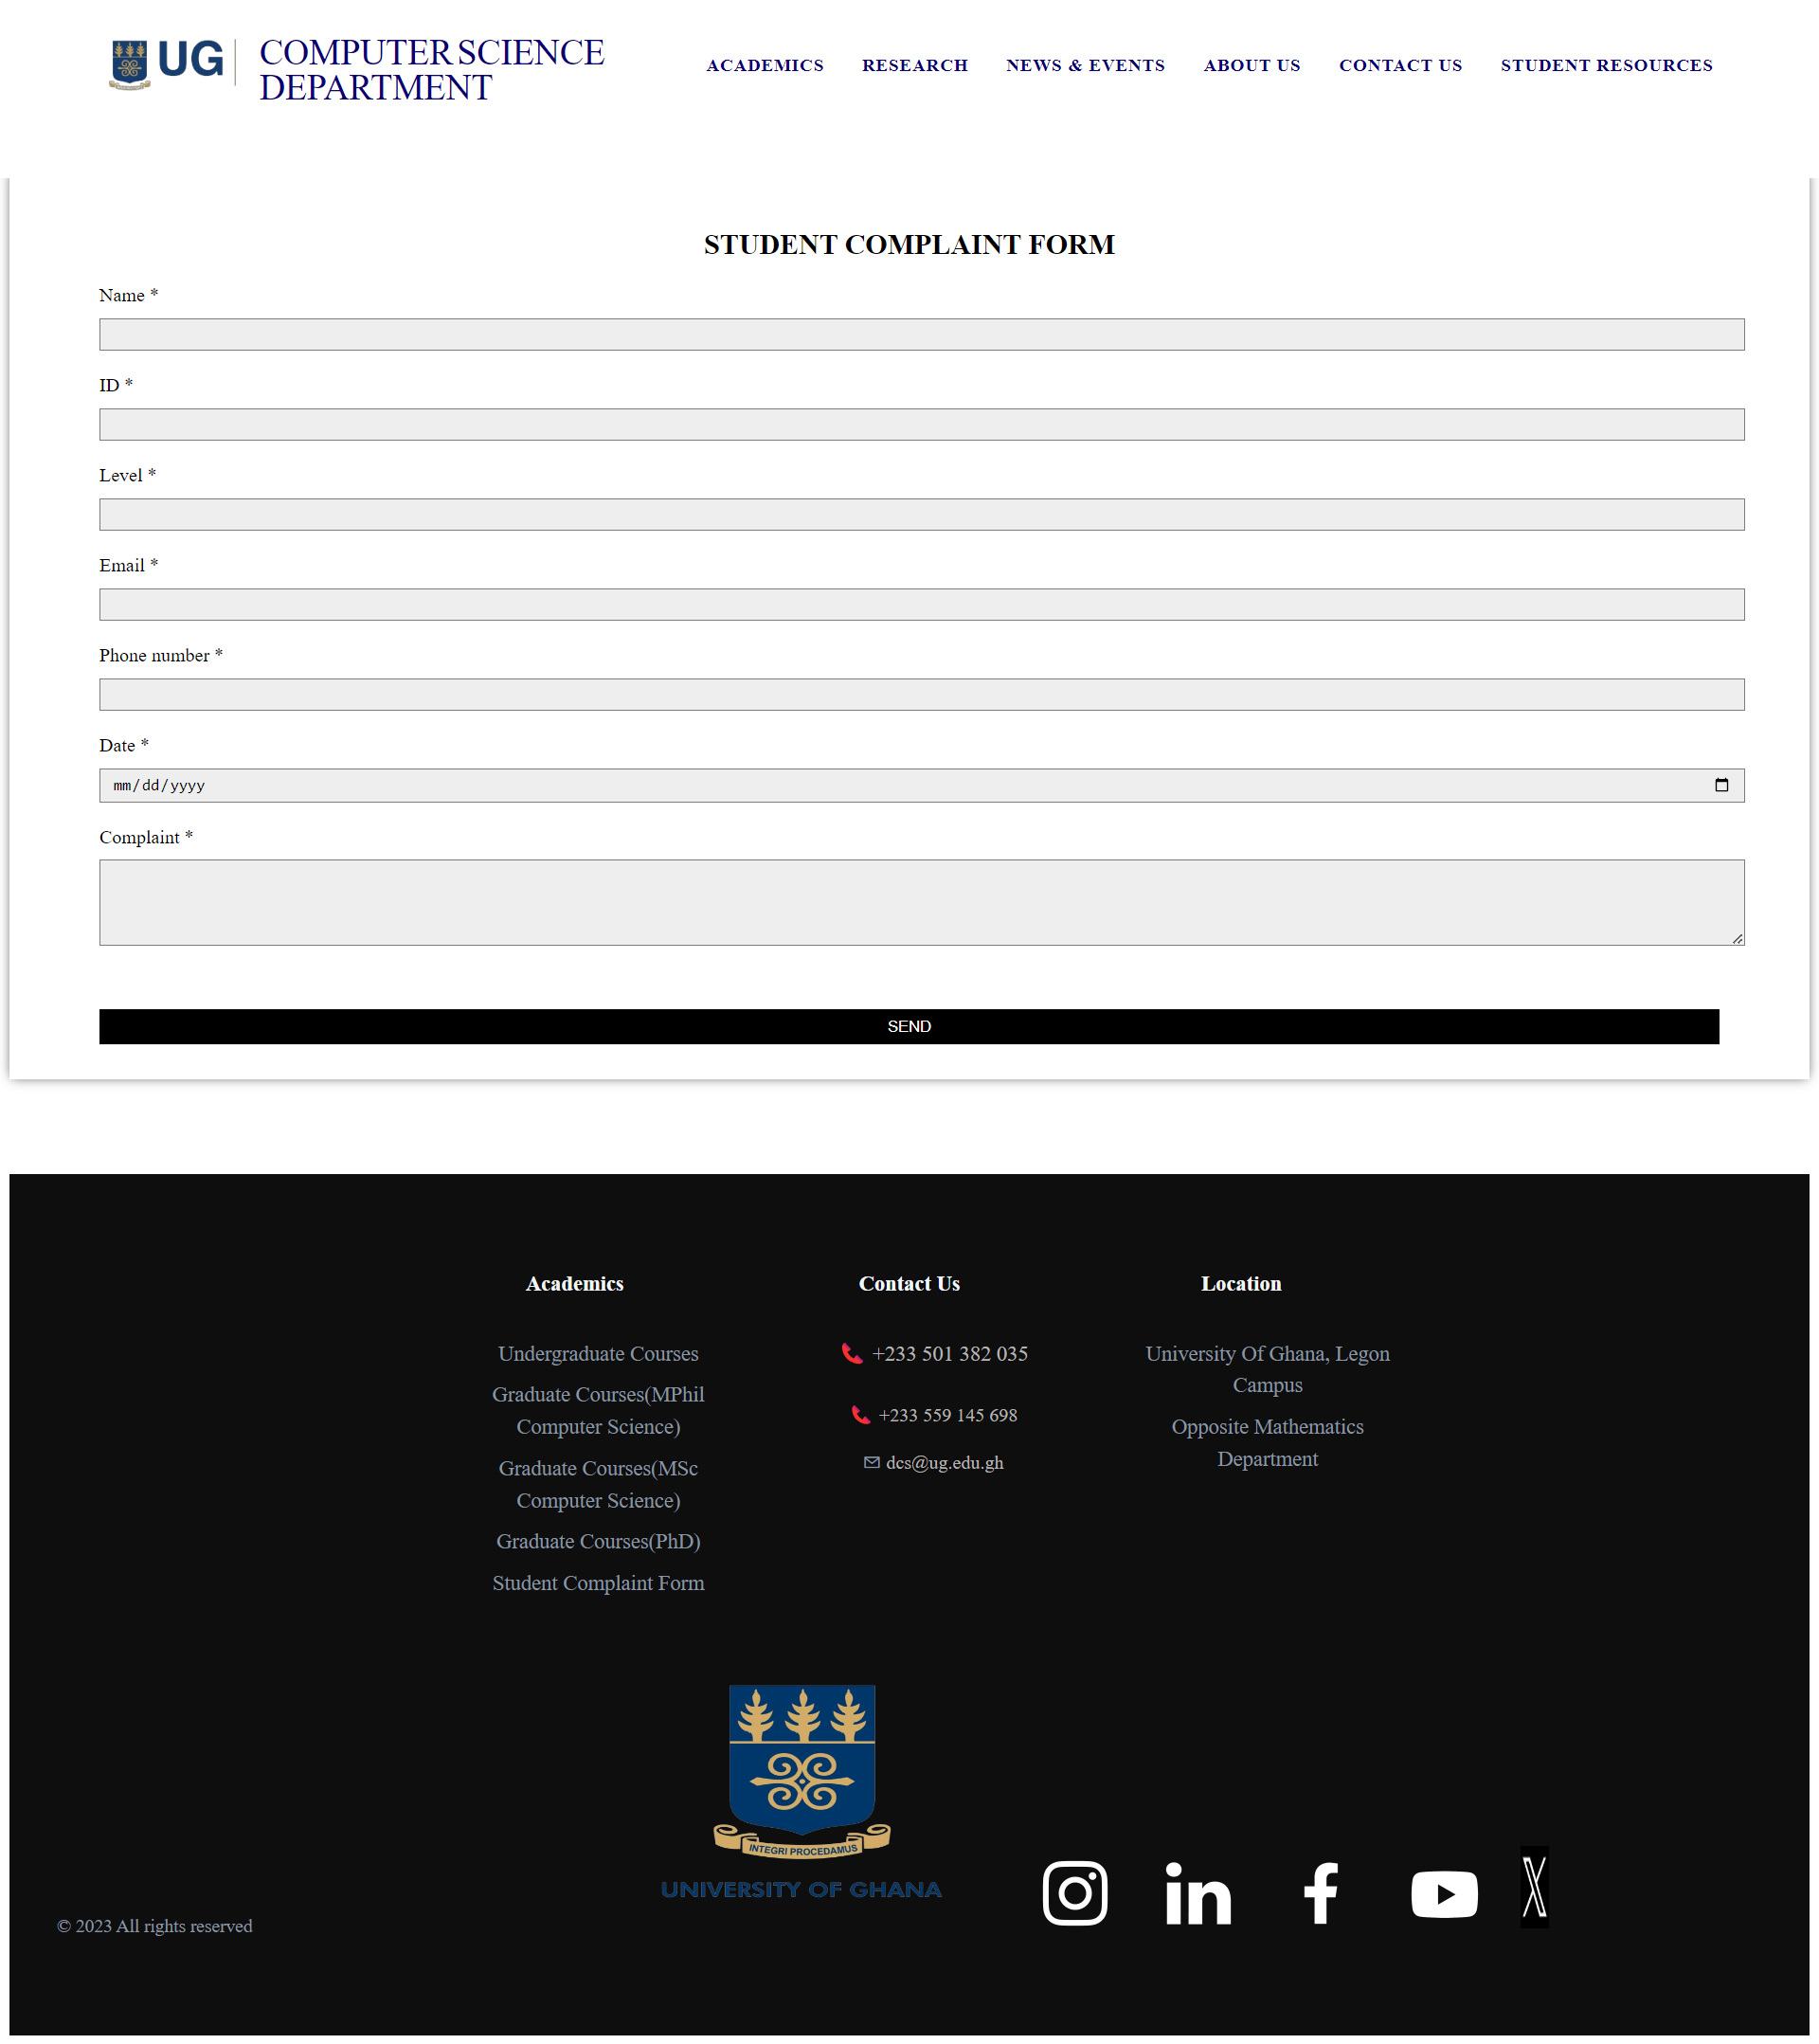 UG
COMPUTER SCIENCE
DEPARTMENT
ACADEMICS
RESEARCH
NEWS & EVENTS
ABOUT US
CONTACT US
STUDENT RESOURCES
STUDENT COMPLAINT FORM
Name *
ID *
Level *
Email *
Phone number *
Date *
mm/dd/yyyy
Complaint *
SEND
Academics
Undergraduate Courses
Graduate Courses(MPhil
Computer Science)
Graduate Courses(MSc
Computer Science)
Graduate Courses(PhD)
Student Complaint Form
Contact Us
+233 501 382 035
+233 559 145 698
dcs@ug.edu.gh
Location
University Of Ghana, Legon
Campus
Opposite Mathematics
Department
INTEGRI PROCEDAMUS
UNIVERSITY OF GHANA
© 2023 All rights reserved